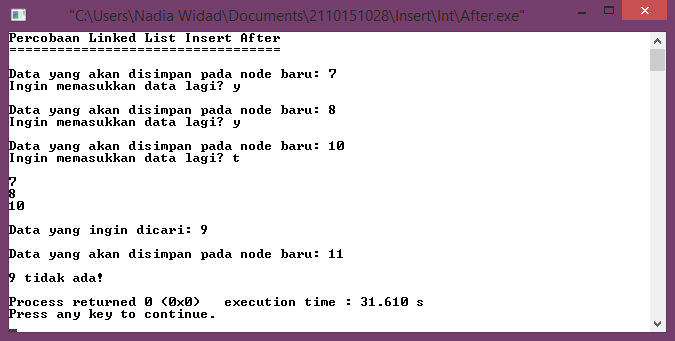 "C:\Users\Nadia Widad\Documents\2110151028\Insert\Int\After.exe"
Percobaan Linked List Insert After
==================================
Data yang akan disimpan pada node baru: 7
Ingin memasukkan data lagi? y
Data yang akan disimpan pada node baru: 8
Ingin memasukkan data lagi? y
Data yang akan disimpan pada node baru: 10
Ingin memasukkan data lagi? t
7
8
10
Data yang ingin dicari: 9
Data yang akan disimpan pada node baru: 11
9 tidak ada!
Process returned 0 (0x0)   execution time : 31.610 s
Press any key to continue.